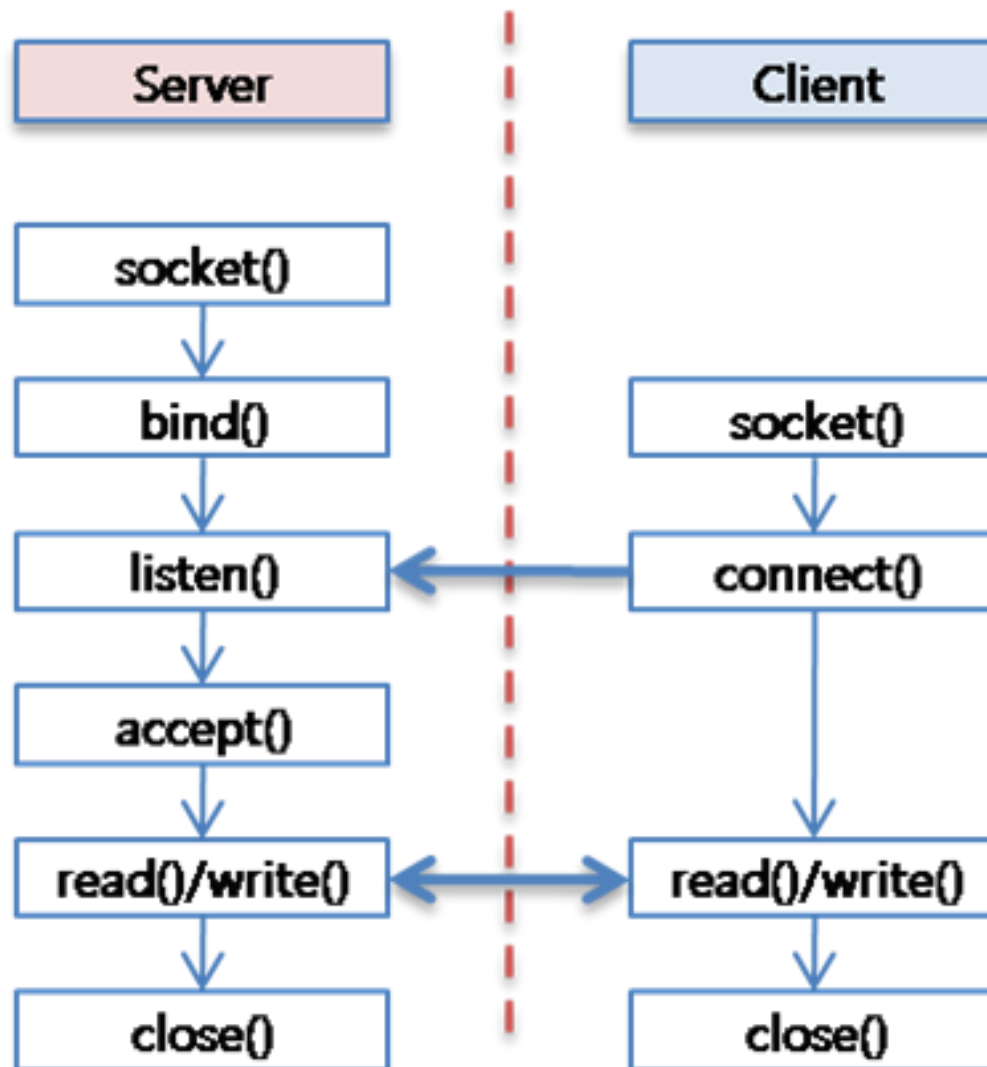 Server
Client
socket()
bind()
socket()
listen()
connect()
accept()
read()/write()
read()/write()
close()
close()